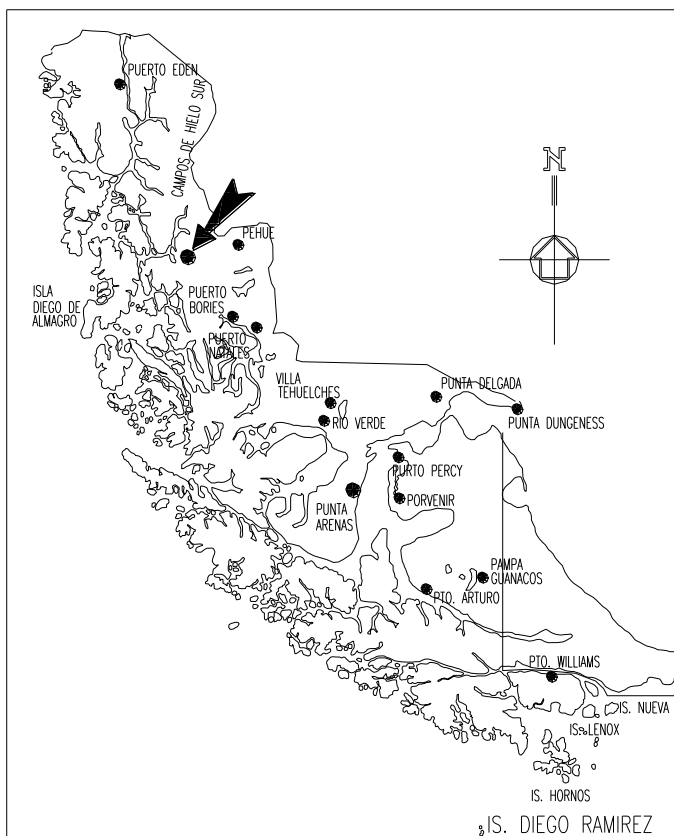 PUERTO EDEN
CAMPOS DE HIELO SUR
N
PEHUE
ISLA
DIEGO DE
ALMAGRO
PUERTO
BORIES
PUERTO
NATALES
VILLA
TEHUELCHES
PUNTA DELGADA
RIO VERDE
PUNTA DUNGENESS
PURTO PERCY
PUNTA
ARENAS
PORVENIR
PAMPA
GUANACOS
PTO. ARTURO
PTO. WILLIAMS
IS. NUEVA
IS. LENOX
IS. HORNOS
IS. DIEGO RAMIREZ